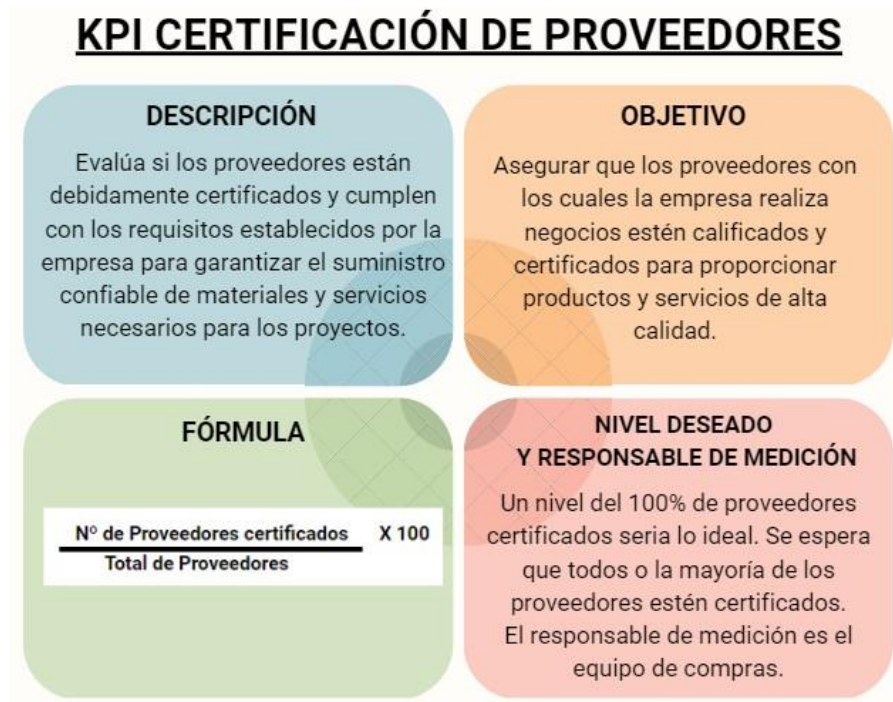 KPI CERTIFICACIÓN DE PROVEEDORES
DESCRIPCIÓN
Evalúa si los proveedores están
debidamente certificados y cumplen
con los requisitos establecidos por la
empresa para garantizar el suministro
confiable de materiales y servicios
necesarios para los proyectos.
OBJETIVO
Asegurar que los proveedores con
los cuales la empresa realiza
negocios estén calificados y
certificados para proporcionar
productos y servicios de alta
calidad.
FÓRMULA
Nº de Proveedores certificados X 100
Total de Proveedores
NIVEL DESEADO
Y RESPONSABLE DE MEDICIÓN
Un nivel del 100% de proveedores
certificados seria lo ideal. Se espera
que todos o la mayoría de los
proveedores estén certificados.
El responsable de medición es el
equipo de compras.